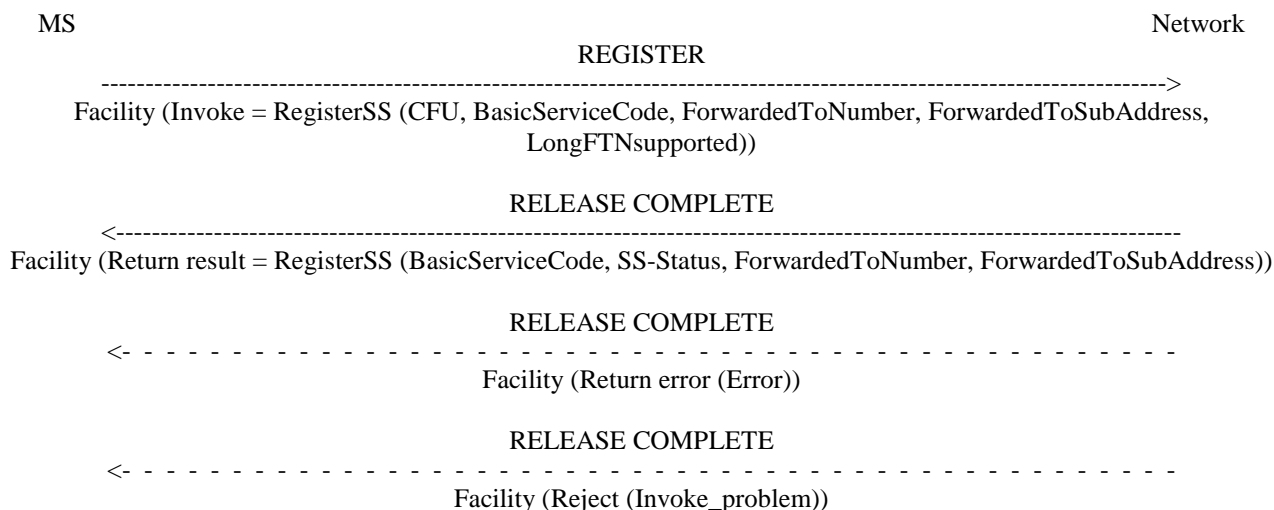 MS Network
REGISTER
------------------------------------------------------------------------------------------------------------------------>
Facility (Invoke = RegisterSS (CFU, BasicServiceCode, ForwardedToNumber, ForwardedToSubAddress,
LongFTNsupported))
RELEASE COMPLETE
<------------------------------------------------------------------------------------------------------------------------
Facility (Return result = RegisterSS (BasicServiceCode, SS-Status, ForwardedToNumber, ForwardedToSubAddress))
RELEASE COMPLETE
<- - - - - - - - - - - - - - - - - - - - - - - - - - - - - - - - - - - - - - - - - - - - - - - -
Facility (Return error (Error))
RELEASE COMPLETE
<- - - - - - - - - - - - - - - - - - - - - - - - - - - - - - - - - - - - - - - - - - - - - - - -
Facility (Reject (Invoke_problem))